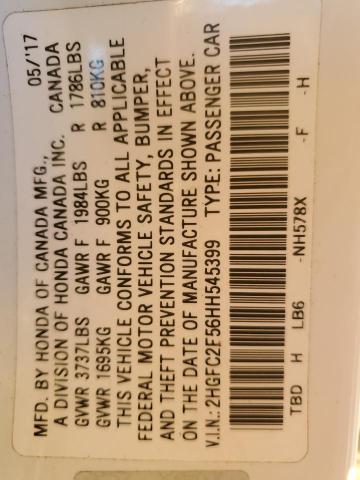 MFD. BY HONDA OF CANADA MFG., 05/'17
A DIVISION OF HONDA CANADA INC. CANADA
GVWR 3737LBS GAWR F 1984LBS R 1786LBS
GVWR 1695KG GAWR F 900KG R 810KG
THIS VEHICLE CONFORMS TO ALL APPLICABLE
FEDERAL MOTOR VEHICLE SAFETY, BUMPER,
AND THEFT PREVENTION STANDARDS IN EFFECT
ON THE DATE OF MANUFACTURE SHOWN ABOVE.
V.I.N.: 2HGFC2F56HH545399 TYPE: PASSENGER CAR
TBD H LB6 -NH578X -F -H